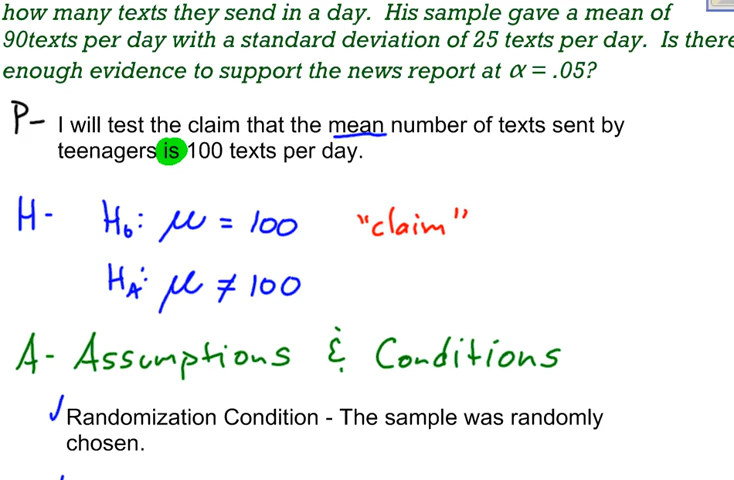 how many texts they send in a day. His sample gave a mean of
90texts per day with a standard deviation of 25 texts per day. Is there
enough evidence to support the news report at α = .05?
P- I will test the claim that the mean number of texts sent by
teenagers is 100 texts per day.
H- H₀: μ = 100 "claim"
H_A: μ ≠ 100
A- Assumptions & Conditions
✓Randomization Condition - The sample was randomly
chosen.